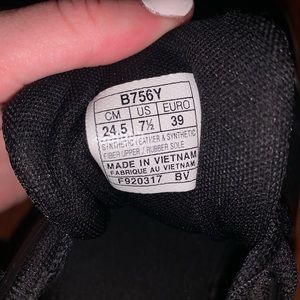 B756Y
CM US EURO
24.5 7½ 39
SYNTHETIC LEATHER & SYNTHETIC
FIBER UPPER / RUBBER SOLE
MADE IN VIETNAM
FABRIQUE AU VIETNAM
F920317 BV